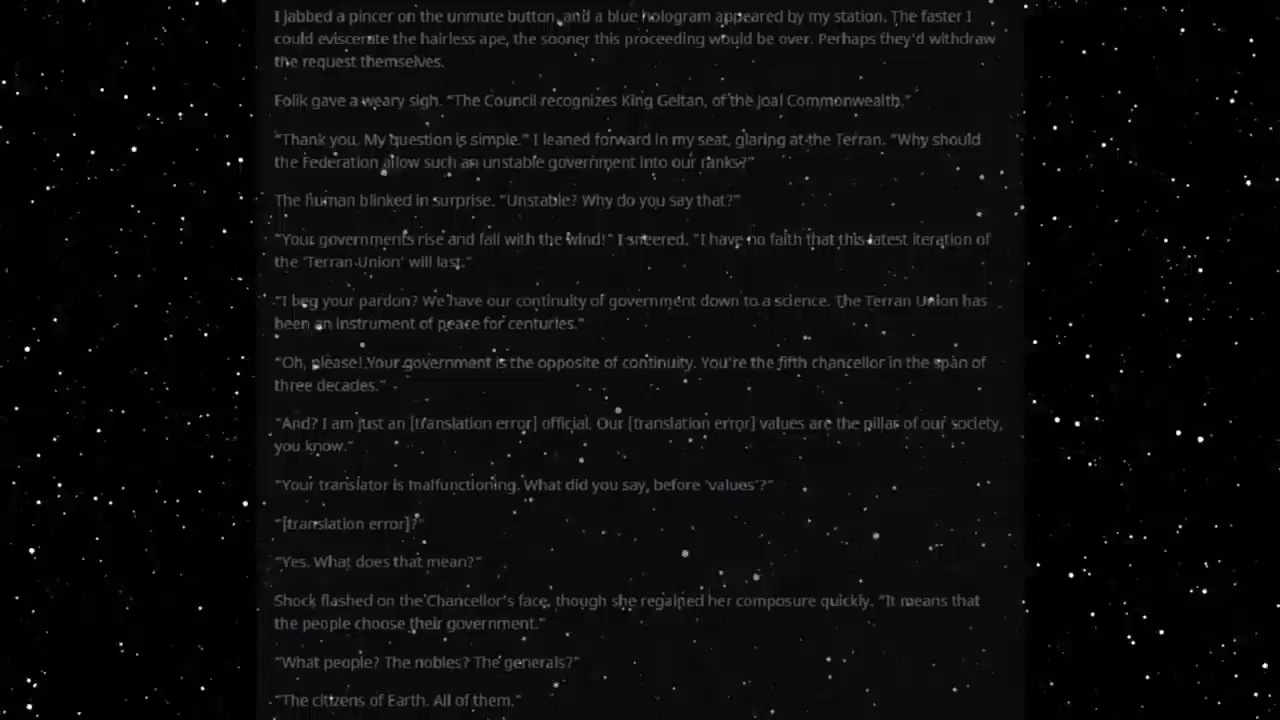 I jabbed a pincer on the unmute button, and a blue hologram appeared by my station. The faster I
could eviscerate the hairless ape, the sooner this proceeding would be over. Perhaps they'd withdraw
the request themselves.
Folik gave a weary sigh. "The Council recognizes King Geltan, of the Joal Commonwealth."
"Thank you. My question is simple." I leaned forward in my seat, glaring at the Terran. "Why should
the Federation allow such an unstable government into our ranks?"
The human blinked in surprise. "Unstable? Why do you say that?"
"Your governments rise and fall with the wind!" I sneered. "I have no faith that this latest iteration of
the 'Terran Union' will last."
"I beg your pardon? We have our continuity of government down to a science. The Terran Union has
been an instrument of peace for centuries."
"Oh, please! Your government is the opposite of continuity. You're the fifth chancellor in the span of
three decades."
"And? I am just an [translation error] official. Our [translation error] values are the pillar of our society,
you know."
"Your translator is malfunctioning. What did you say, before 'values'?"
"[translation error]?"
"Yes. What does that mean?"
Shock flashed on the Chancellor's face, though she regained her composure quickly. "It means that
the people choose their government."
"What people? The nobles? The generals?"
"The citizens of Earth. All of them."